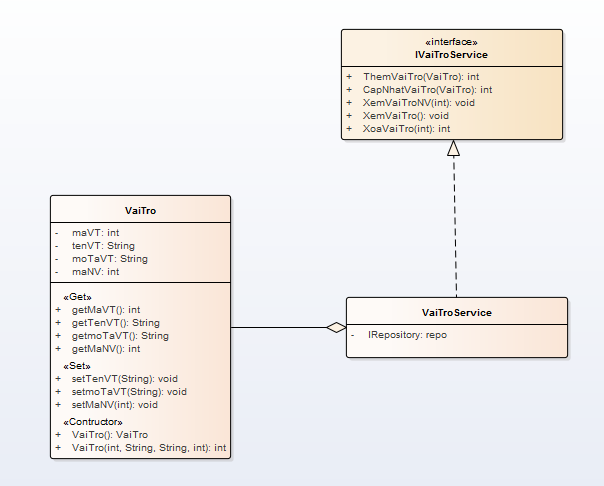 «interface»
IVaiTroService
+ ThemVaiTro(VaiTro): int
+ CapNhatVaiTro(VaiTro): int
+ XemVaiTroNV(int): void
+ XemVaiTro(): void
+ XoaVaiTro(int): int
VaiTro
- maVT: int
- tenVT: String
- moTaVT: String
- maNV: int
«Get»
+ getMaVT(): int
+ getTenVT(): String
+ getmoTaVT(): String
+ getMaNV(): int
«Set»
+ setTenVT(String): void
+ setmoTaVT(String): void
+ setMaNV(int): void
«Contructor»
+ VaiTro(): VaiTro
+ VaiTro(int, String, String, int): int
VaiTroService
- IRepository: repo